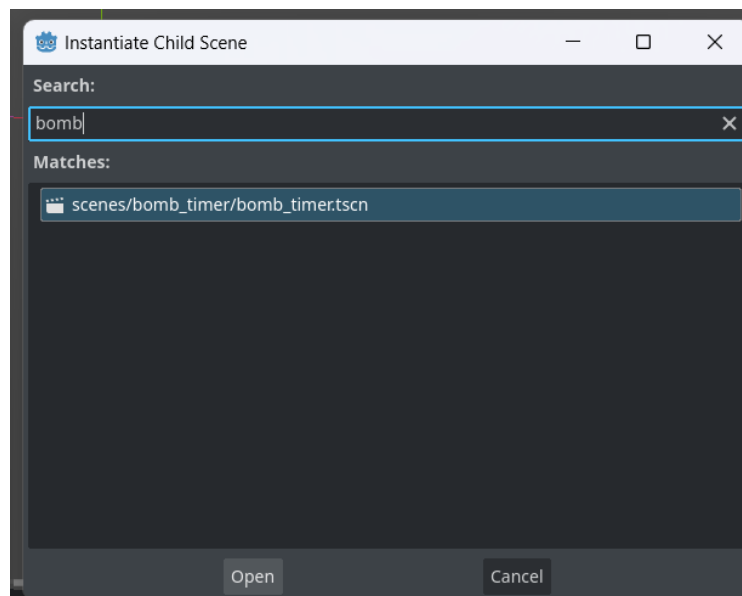 Instantiate Child Scene
Search:
bomb
Matches:
scenes/bomb_timer/bomb_timer.tscn
Open
Cancel